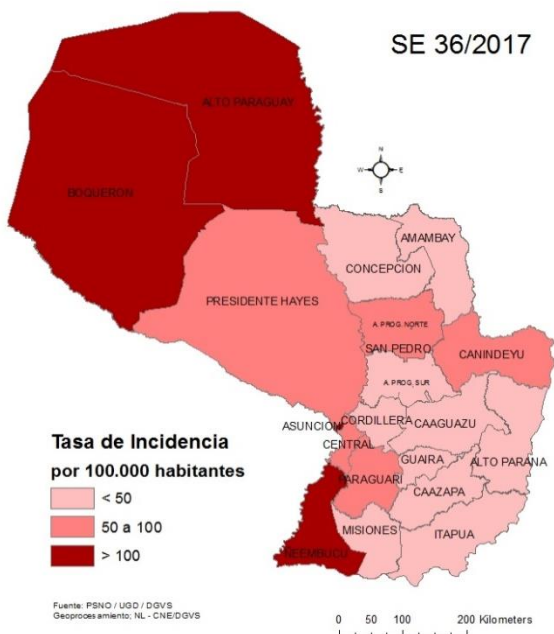 SE 36/2017
ALTO PARAGUAY
N
W E
S
BOQUERON
AMAMBAY
CONCEPCION
PRESIDENTE HAYES
A. PROG. NORTE
SAN PEDRO
CANINDEYU
A. PROG. SUR
ASUNCION
CORDILLERA
CAAGUAZU
CENTRAL
GUAIRA
ALTO PARANA
PARAGUARI
CAAZAPA
MISIONES
ITAPUA
ÑEEMBUCU
Tasa de Incidencia
por 100.000 habitantes
< 50
50 a 100
> 100
Fuente: PSNO / UGD / DGVS
Geoprocesamiento; NL - CNE/DGVS
0 50 100 200 Kilometers